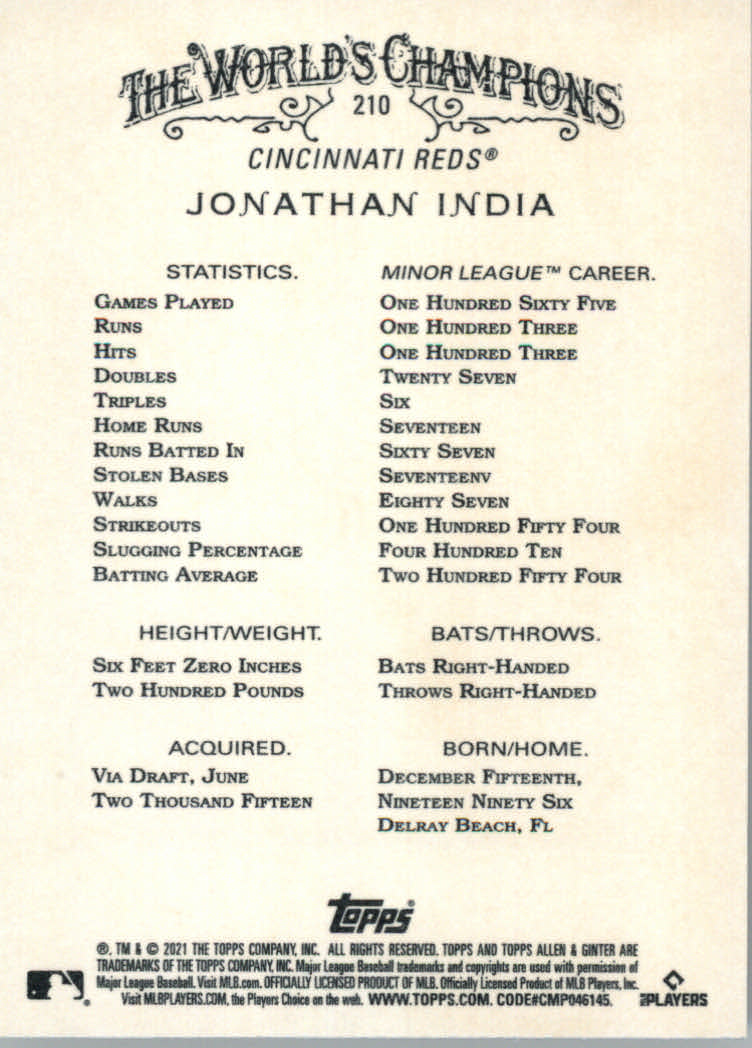 THE WORLD'S CHAMPIONS
210
CINCINNATI REDS®
JONATHAN INDIA
STATISTICS. MINOR LEAGUE™ CAREER.
GAMES PLAYED ONE HUNDRED SIXTY FIVE
RUNS ONE HUNDRED THREE
HITS ONE HUNDRED THREE
DOUBLES TWENTY SEVEN
TRIPLES SIX
HOME RUNS SEVENTEEN
RUNS BATTED IN SIXTY SEVEN
STOLEN BASES SEVENTEENV
WALKS EIGHTY SEVEN
STRIKEOUTS ONE HUNDRED FIFTY FOUR
SLUGGING PERCENTAGE FOUR HUNDRED TEN
BATTING AVERAGE TWO HUNDRED FIFTY FOUR
HEIGHT/WEIGHT. BATS/THROWS.
SIX FEET ZERO INCHES BATS RIGHT-HANDED
TWO HUNDRED POUNDS THROWS RIGHT-HANDED
ACQUIRED. BORN/HOME.
VIA DRAFT, JUNE DECEMBER FIFTEENTH,
TWO THOUSAND FIFTEEN NINETEEN NINETY SIX
DELRAY BEACH, FL
Topps®
®, TM & © 2021 THE TOPPS COMPANY, INC. ALL RIGHTS RESERVED. TOPPS AND TOPPS ALLEN & GINTER ARE
TRADEMARKS OF THE TOPPS COMPANY, INC. Major League Baseball trademarks and copyrights are used with permission of
Major League Baseball. Visit MLB.com. OFFICIALLY LICENSED PRODUCT OF MLB. Officially Licensed Product of MLB Players, Inc.
Visit MLBPLAYERS.COM, the Players Choice on the web. WWW.TOPPS.COM. CODE#CMP046145.
MLBPLAYERS